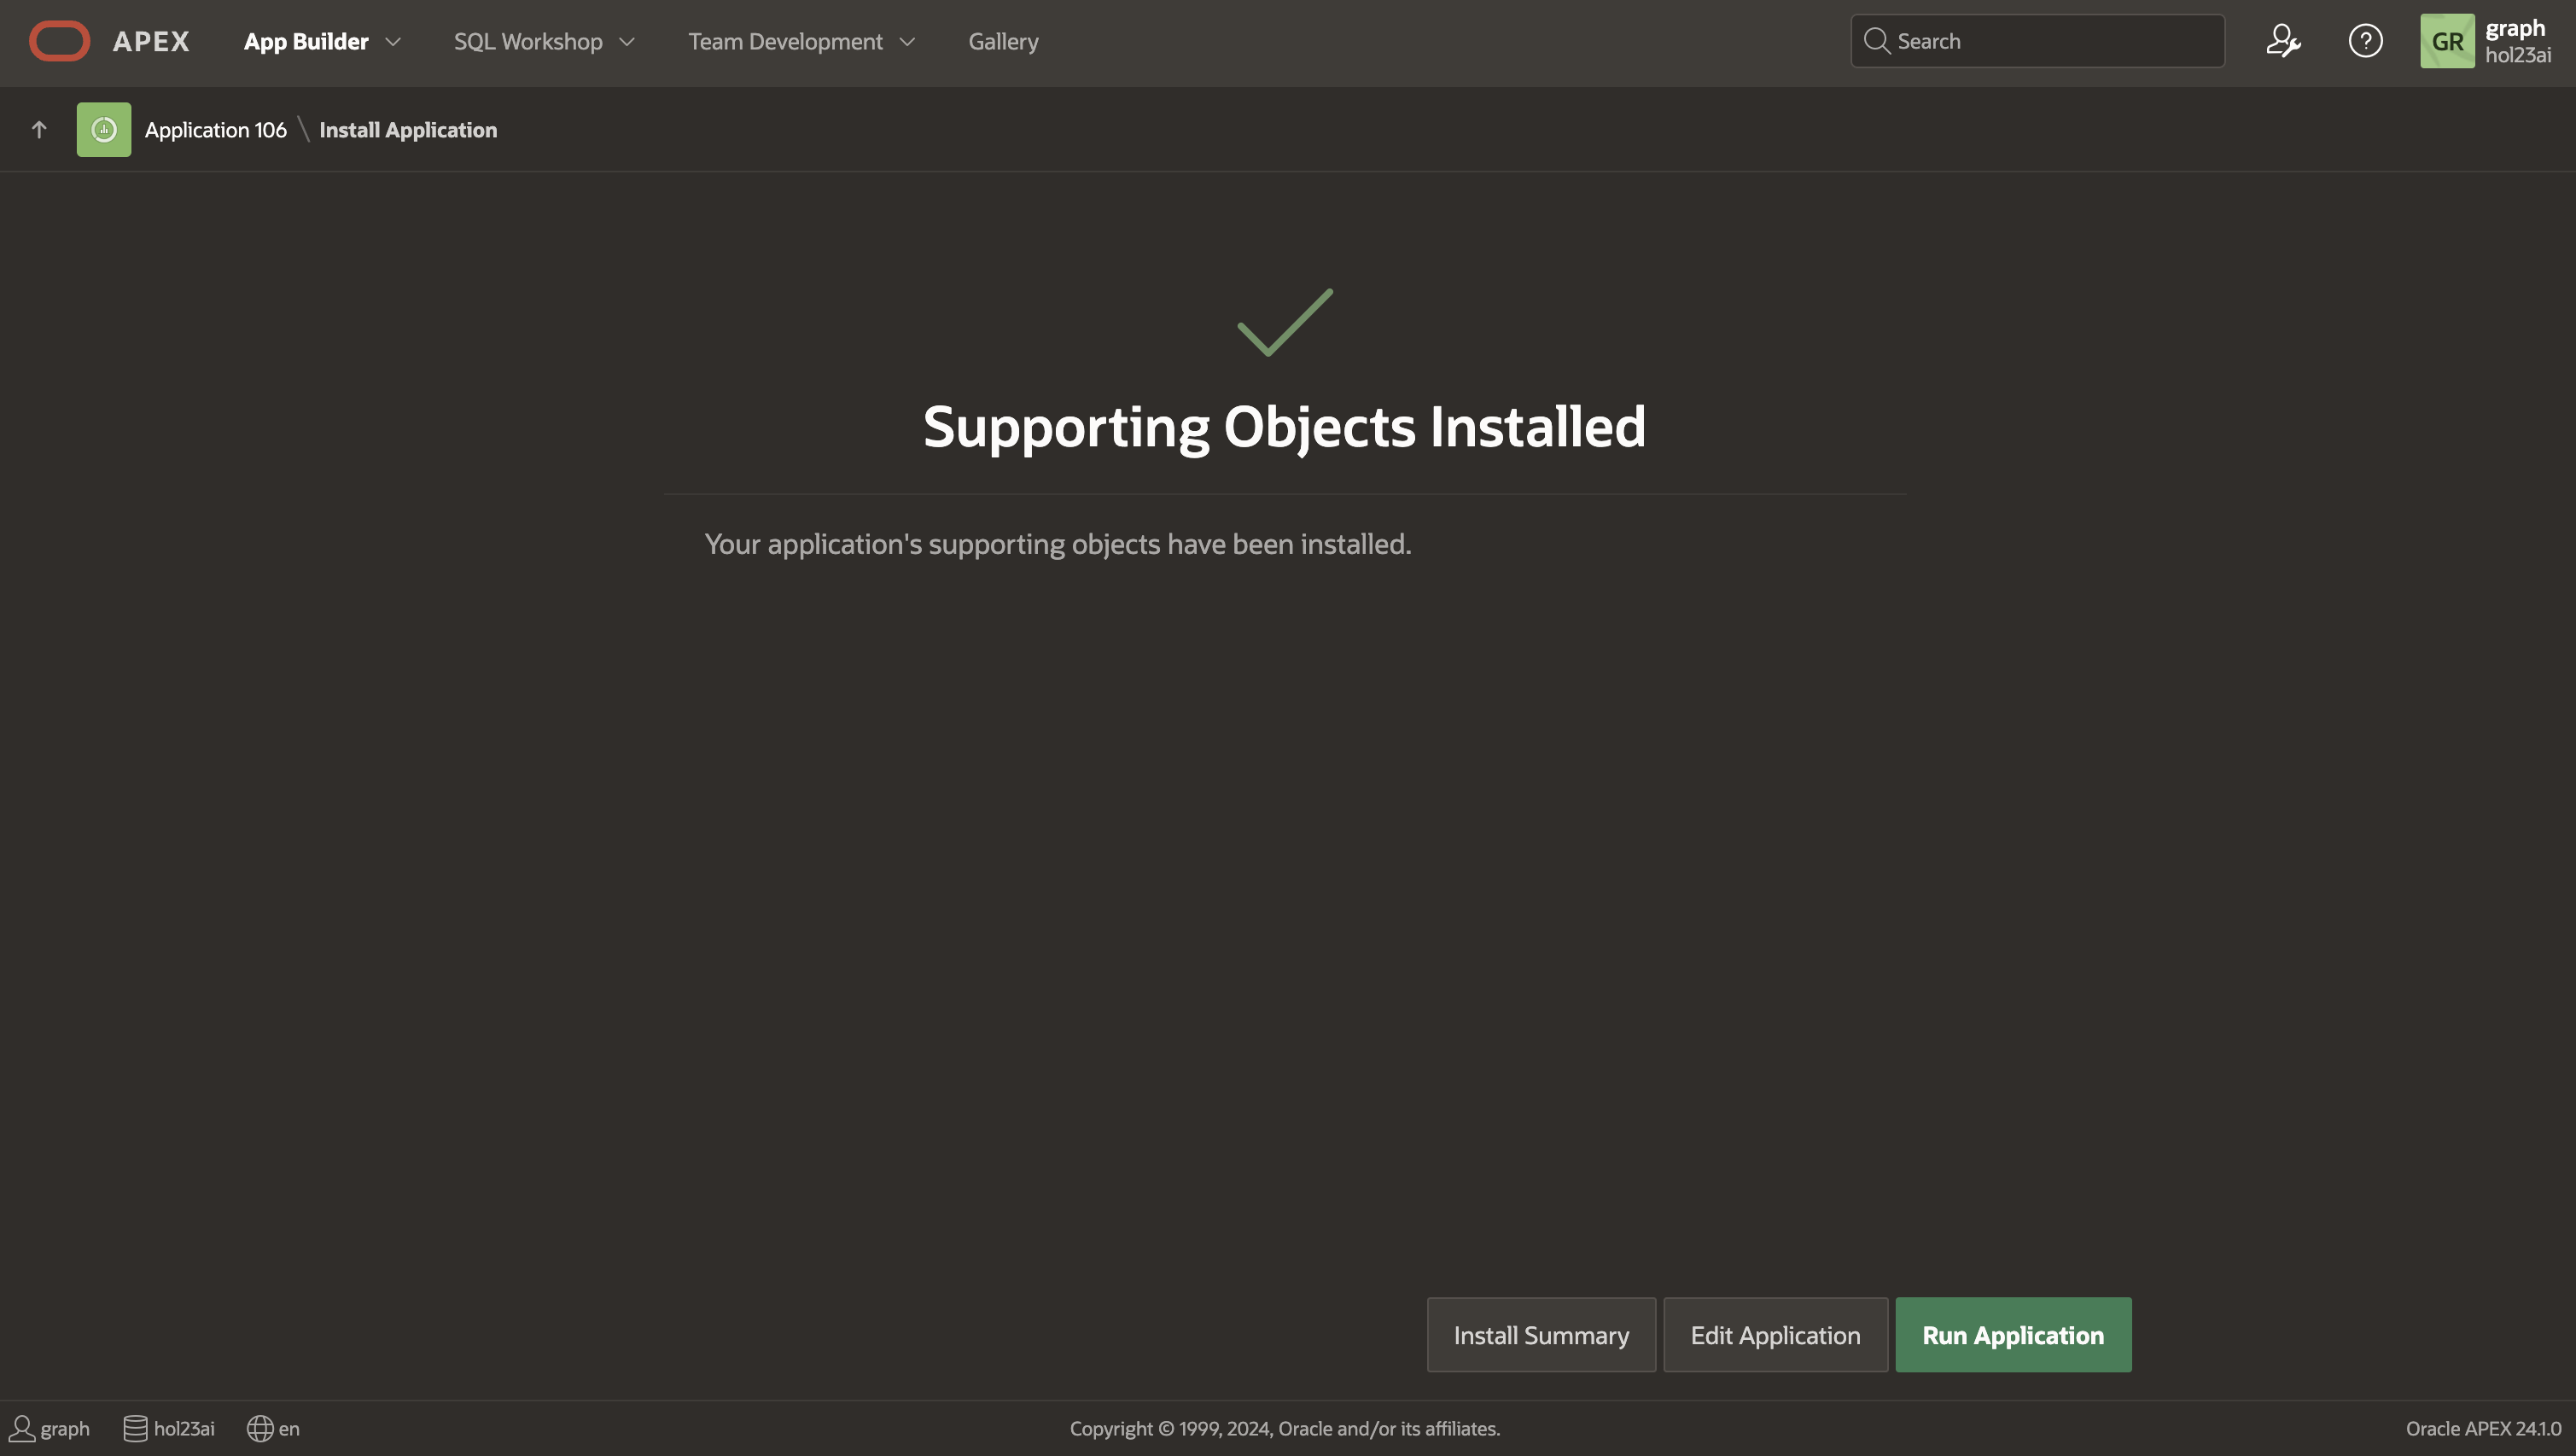 APEX App Builder SQL Workshop Team Development Gallery Search ? GR graph
hol23ai
Application 106 \ Install Application
Supporting Objects Installed
Your application's supporting objects have been installed.
Install Summary Edit Application Run Application
graph hol23ai en Copyright © 1999, 2024, Oracle and/or its affiliates. Oracle APEX 24.1.0